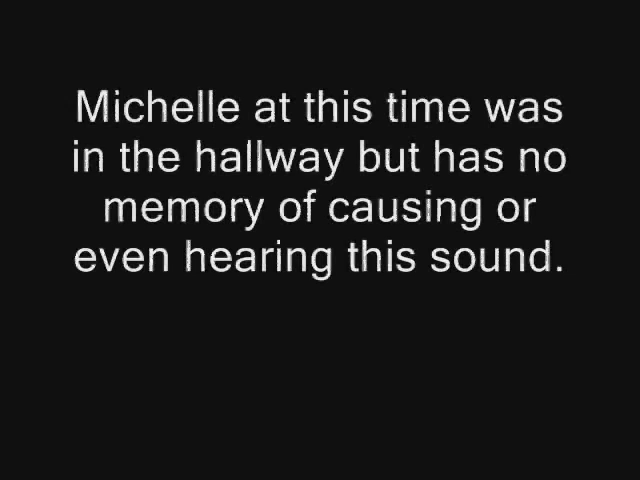 Michelle at this time was
in the hallway but has no
memory of causing or
even hearing this sound.